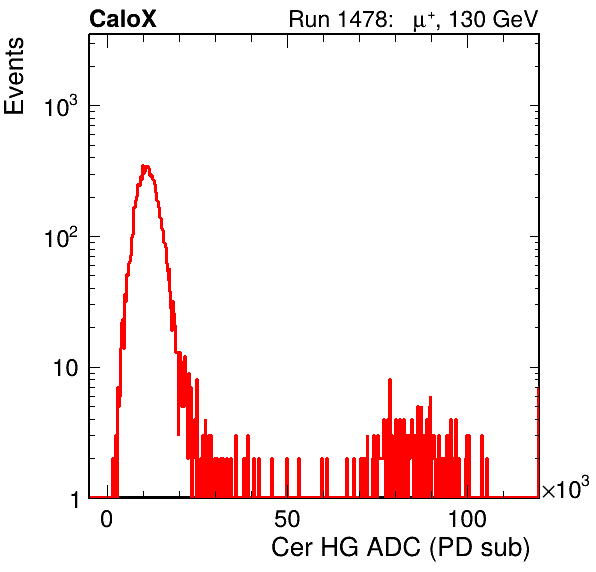 CaloX Run 1478: μ⁺, 130 GeV
Events
10³
10²
10
1
0 50 100 ×10³
Cer HG ADC (PD sub)